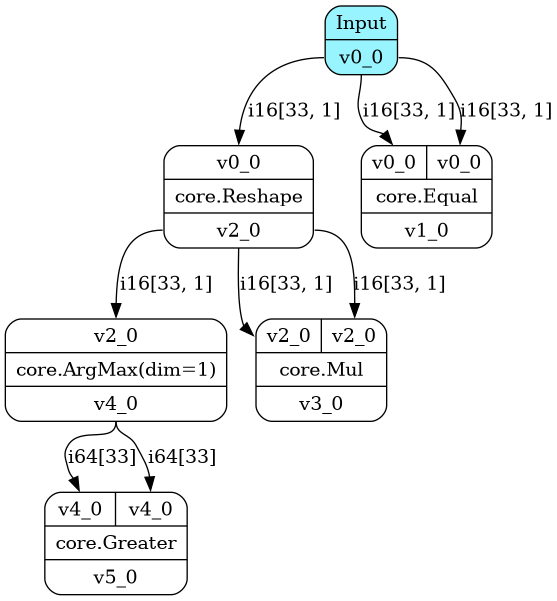 Input
v0_0
i16[33, 1] i16[33, 1] i16[33, 1]
v0_0
core.Reshape
v2_0
v0_0 v0_0
core.Equal
v1_0
i16[33, 1] i16[33, 1] i16[33, 1]
v2_0
core.ArgMax(dim=1)
v4_0
v2_0 v2_0
core.Mul
v3_0
i64[33] i64[33]
v4_0 v4_0
core.Greater
v5_0